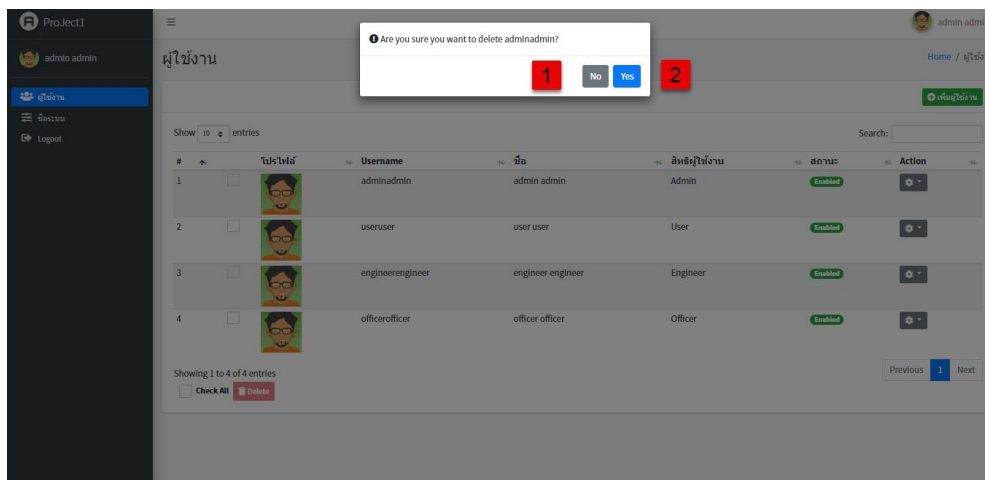 ProJect1
admin admi
Are you sure you want to delete adminadmin?
1 No Yes 2
admin admin
ผู้ใช้งาน
Home / ผู้ใช้งา
ผู้ใช้งาน
เพิ่มผู้ใช้งาน
ชื่อระบบ
Logout
Show 10 entries
Search:
# โปรไฟล์ Username ชื่อ สิทธิผู้ใช้งาน สถานะ Action
1 adminadmin admin admin Admin Enabled
2 useruser user user User Enabled
3 engineerengineer engineer engineer Engineer Enabled
4 officerofficer officer officer Officer Enabled
Showing 1 to 4 of 4 entries
Previous 1 Next
Check All Delete